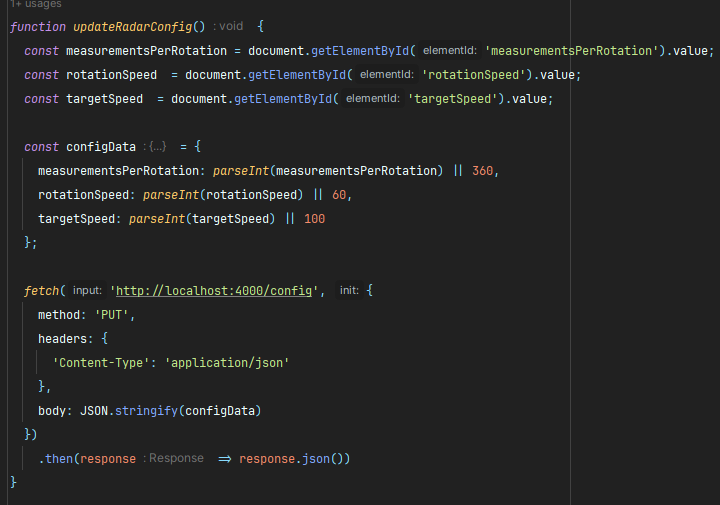 1+ usages
function updateRadarConfig() : void {
const measurementsPerRotation = document.getElementById( elementId: 'measurementsPerRotation').value;
const rotationSpeed = document.getElementById( elementId: 'rotationSpeed').value;
const targetSpeed = document.getElementById( elementId: 'targetSpeed').value;
const configData : {...} = {
measurementsPerRotation: parseInt(measurementsPerRotation) || 360,
rotationSpeed: parseInt(rotationSpeed) || 60,
targetSpeed: parseInt(targetSpeed) || 100
};
fetch( input: 'http://localhost:4000/config', init: {
method: 'PUT',
headers: {
'Content-Type': 'application/json'
},
body: JSON.stringify(configData)
})
.then(response : Response => response.json())
}